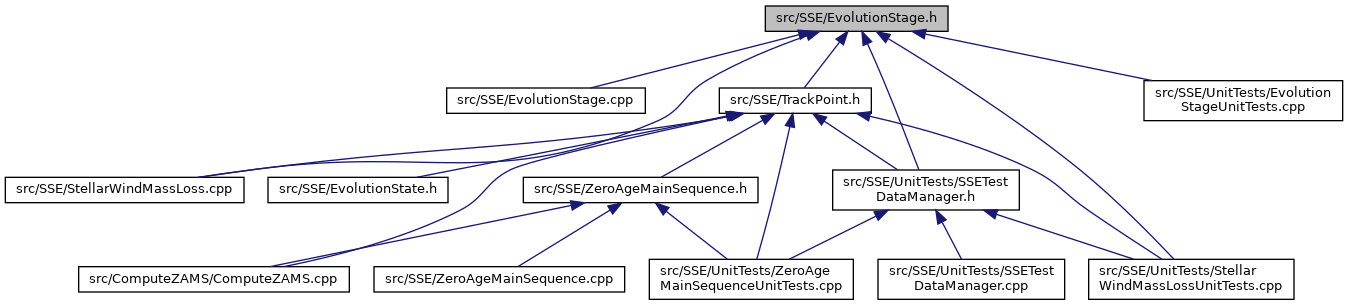 src/SSE/EvolutionStage.h
src/SSE/EvolutionStage.cpp
src/SSE/TrackPoint.h
src/SSE/UnitTests/Evolution
StageUnitTests.cpp
src/SSE/StellarWindMassLoss.cpp
src/SSE/EvolutionState.h
src/SSE/ZeroAgeMainSequence.h
src/SSE/UnitTests/SSETest
DataManager.h
src/ComputeZAMS/ComputeZAMS.cpp
src/SSE/ZeroAgeMainSequence.cpp
src/SSE/UnitTests/ZeroAge
MainSequenceUnitTests.cpp
src/SSE/UnitTests/SSETest
DataManager.cpp
src/SSE/UnitTests/Stellar
WindMassLossUnitTests.cpp